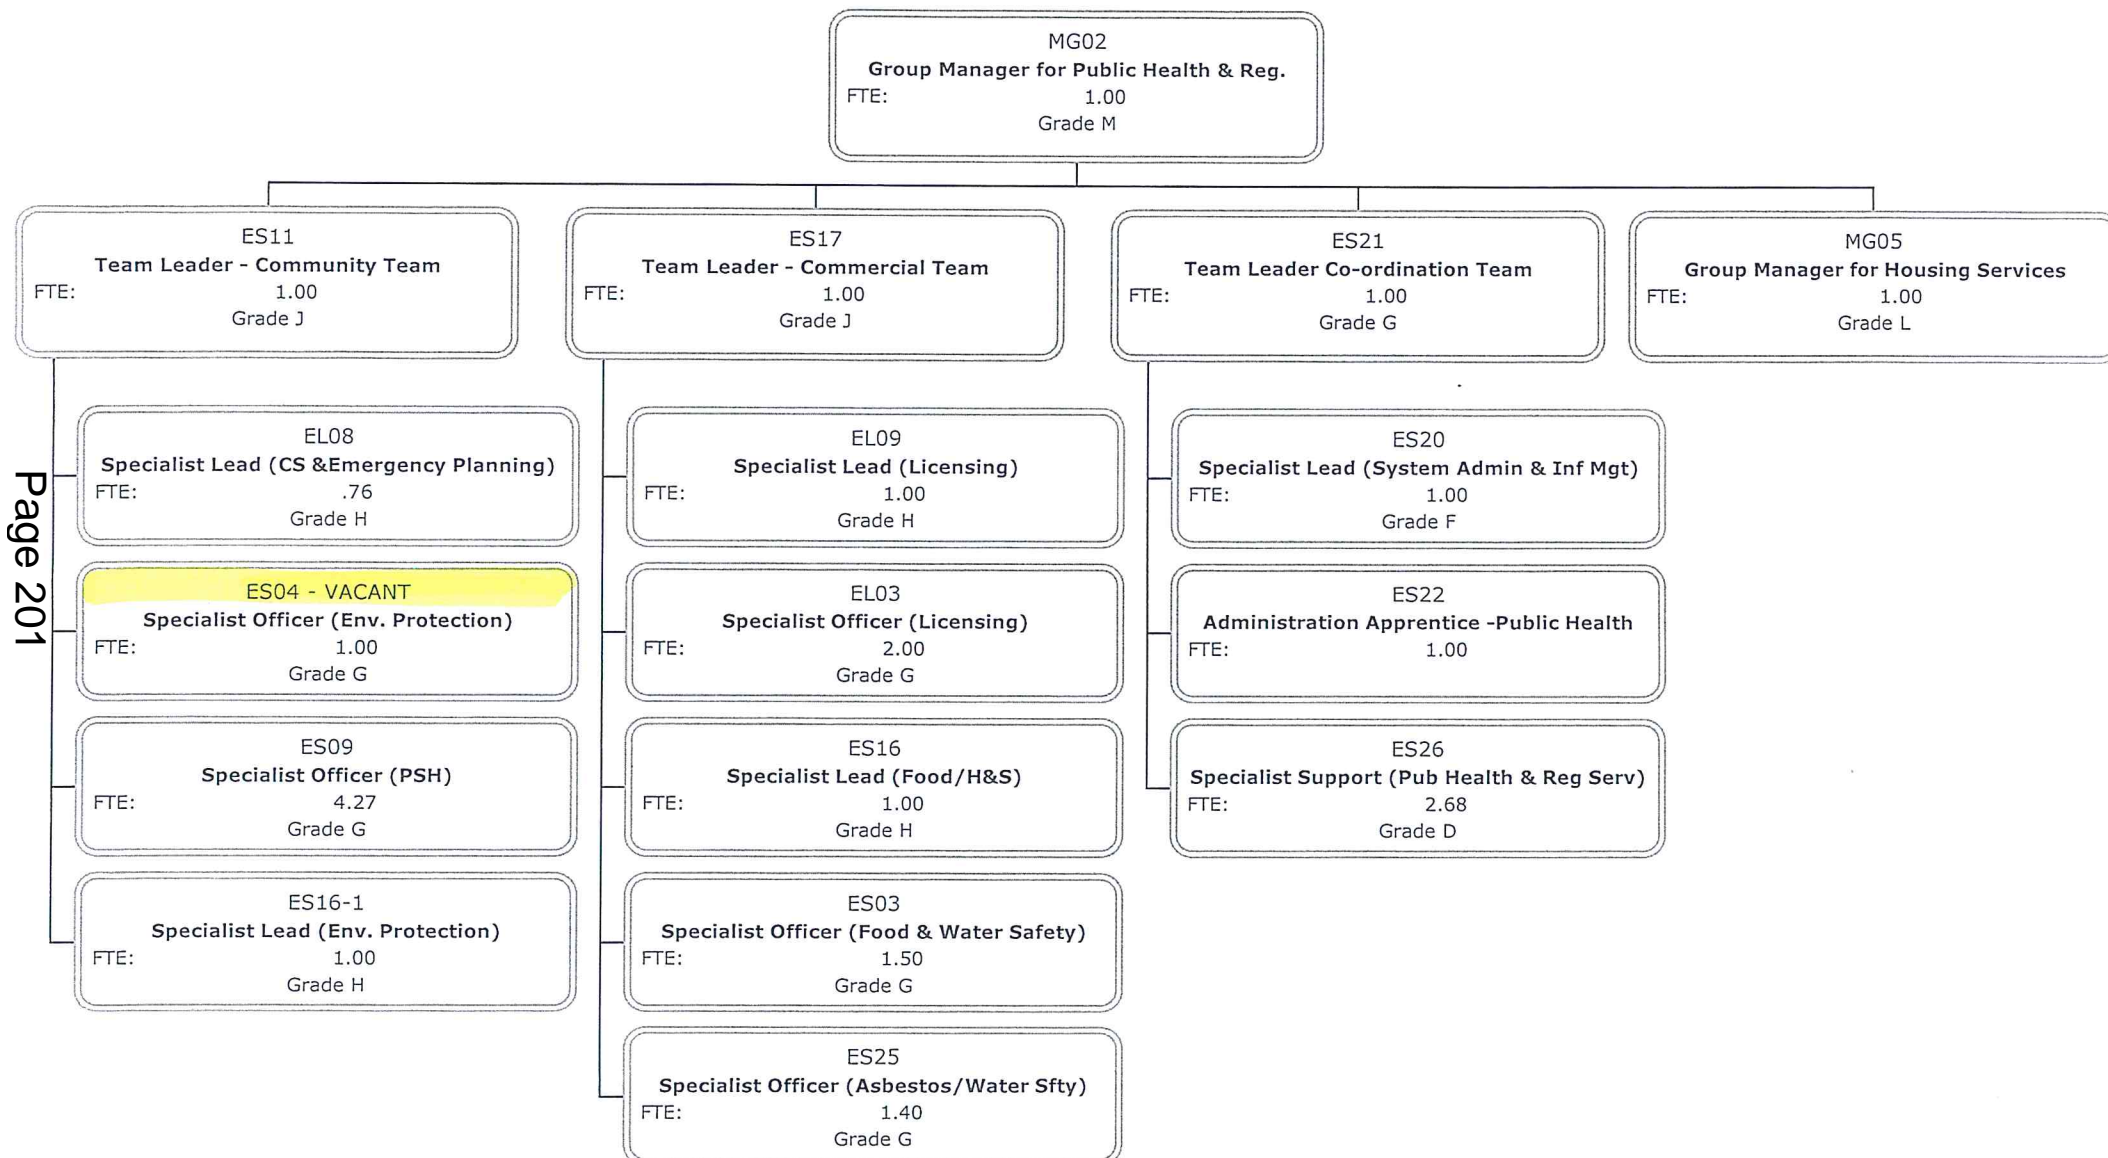 MG02
Group Manager for Public Health & Reg.
FTE: 1.00
Grade M
ES11
Team Leader - Community Team
FTE: 1.00
Grade J
ES17
Team Leader - Commercial Team
FTE: 1.00
Grade J
ES21
Team Leader Co-ordination Team
FTE: 1.00
Grade G
MG05
Group Manager for Housing Services
FTE: 1.00
Grade L
EL08
Specialist Lead (CS &Emergency Planning)
FTE: .76
Grade H
ES04 - VACANT
Specialist Officer (Env. Protection)
FTE: 1.00
Grade G
ES09
Specialist Officer (PSH)
FTE: 4.27
Grade G
ES16-1
Specialist Lead (Env. Protection)
FTE: 1.00
Grade H
EL09
Specialist Lead (Licensing)
FTE: 1.00
Grade H
EL03
Specialist Officer (Licensing)
FTE: 2.00
Grade G
ES16
Specialist Lead (Food/H&S)
FTE: 1.00
Grade H
ES03
Specialist Officer (Food & Water Safety)
FTE: 1.50
Grade G
ES25
Specialist Officer (Asbestos/Water Sfty)
FTE: 1.40
Grade G
ES20
Specialist Lead (System Admin & Inf Mgt)
FTE: 1.00
Grade F
ES22
Administration Apprentice -Public Health
FTE: 1.00
ES26
Specialist Support (Pub Health & Reg Serv)
FTE: 2.68
Grade D
Page 201